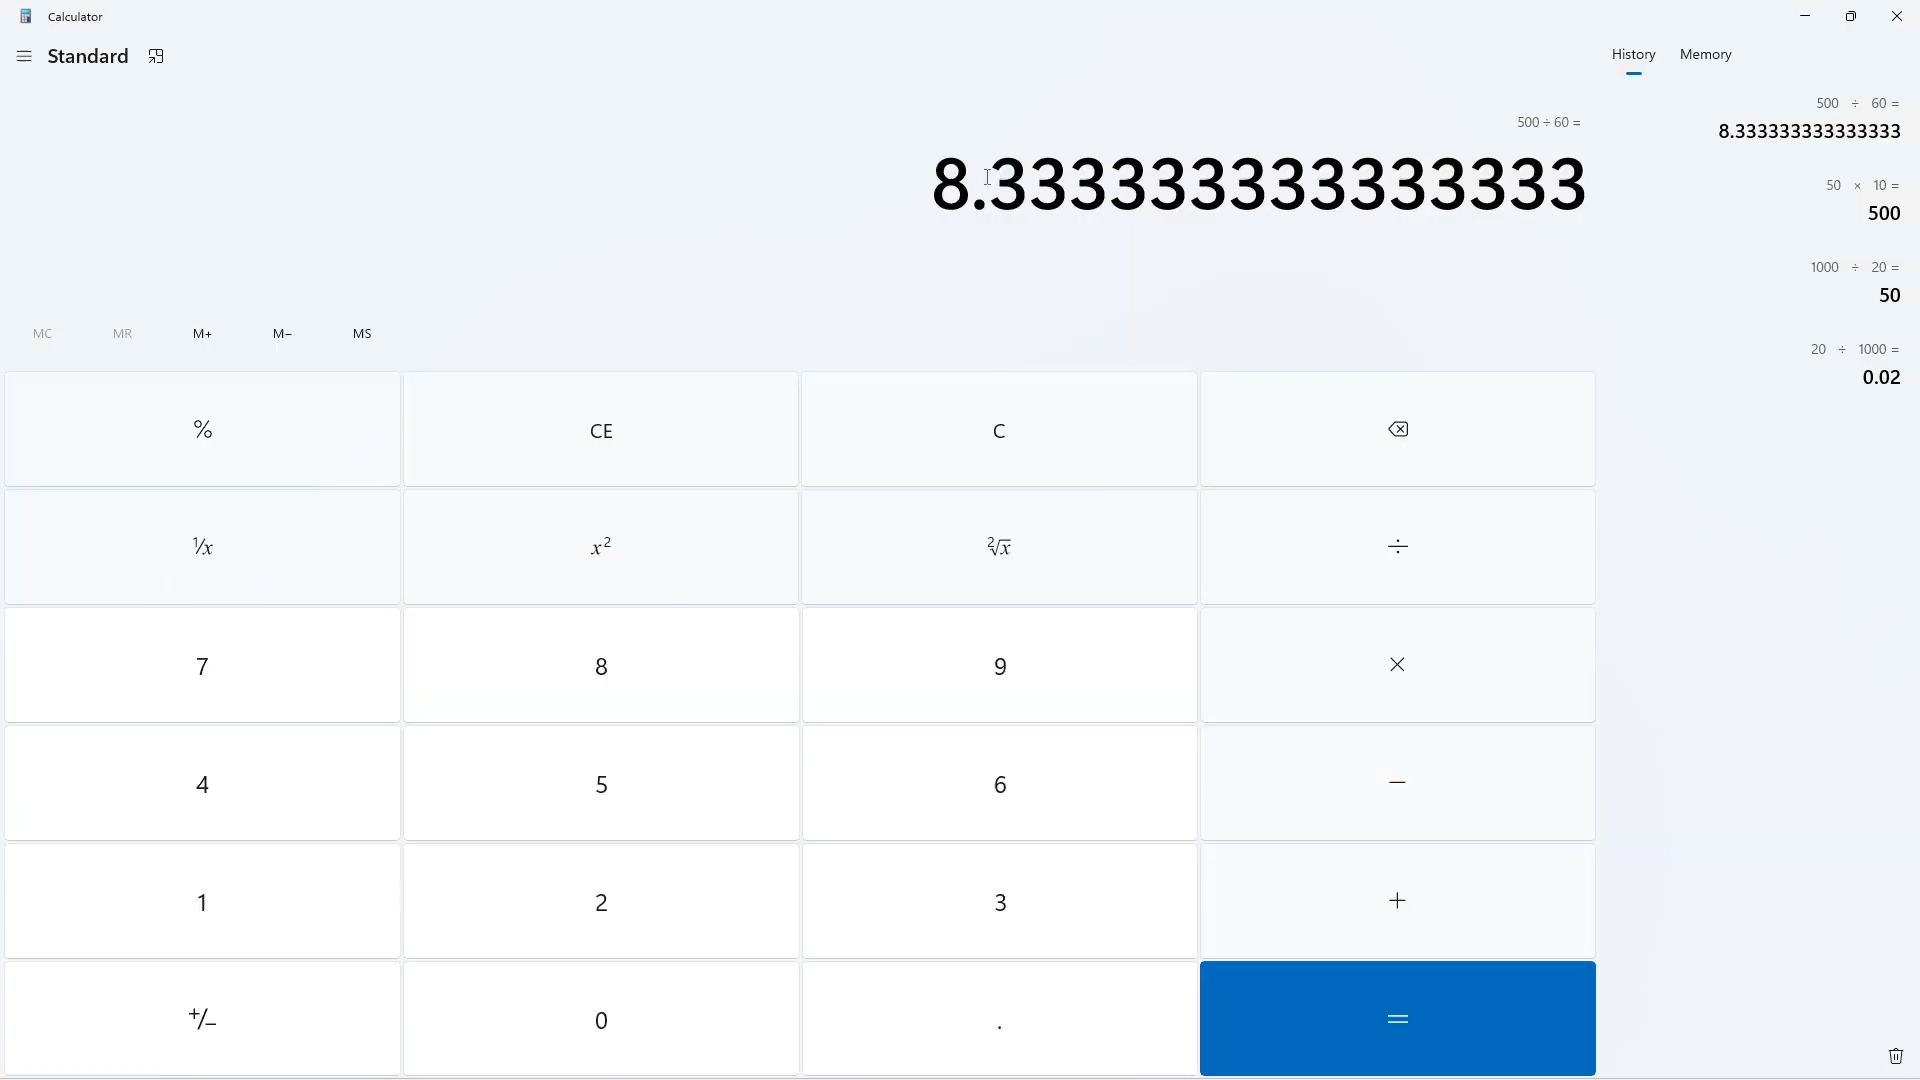 Calculator
Standard
History Memory
500 ÷ 60 =
8.333333333333333
500 ÷ 60 =
8.333333333333333
50 × 10 =
500
1000 ÷ 20 =
50
20 ÷ 1000 =
0.02
MC MR M+ M− MS
% CE C
¹/x x² ²√x ÷
7 8 9 ×
4 5 6 −
1 2 3 +
+/− 0 . =